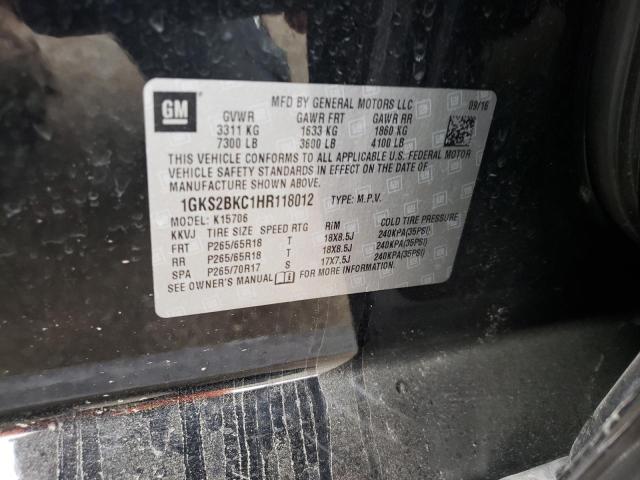 GM
MFD BY GENERAL MOTORS LLC 09/16
GVWR GAWR FRT GAWR RR
3311 KG 1633 KG 1860 KG
7300 LB 3600 LB 4100 LB
THIS VEHICLE CONFORMS TO ALL APPLICABLE U.S. FEDERAL MOTOR
VEHICLE SAFETY STANDARDS IN EFFECT ON THE DATE OF
MANUFACTURE SHOWN ABOVE.
1GKS2BKC1HR118012 TYPE: M.P.V.
MODEL: K15706
KKVJ TIRE SIZE SPEED RTG RIM COLD TIRE PRESSURE
FRT P265/65R18 T 18X8.5J 240KPA(35PSI)
RR P265/65R18 T 18X8.5J 240KPA(35PSI)
SPA P265/70R17 S 17X7.5J 240KPA(35PSI)
SEE OWNER'S MANUAL FOR MORE INFORMATION.